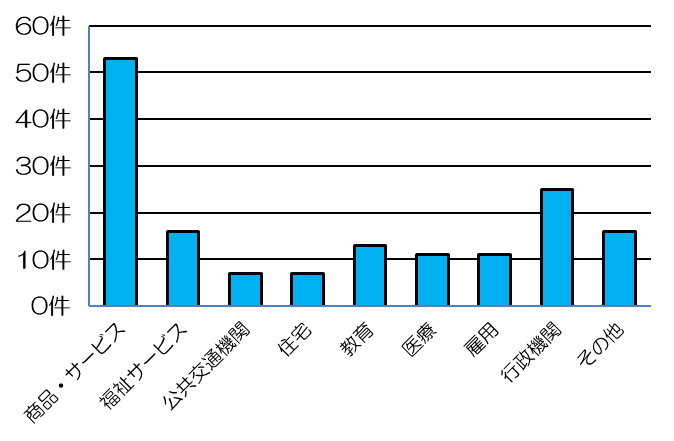 60件
50件
40件
30件
20件
10件
0件
商品・サービス
福祉サービス
公共交通機関
住宅
教育
医療
雇用
行政機関
その他